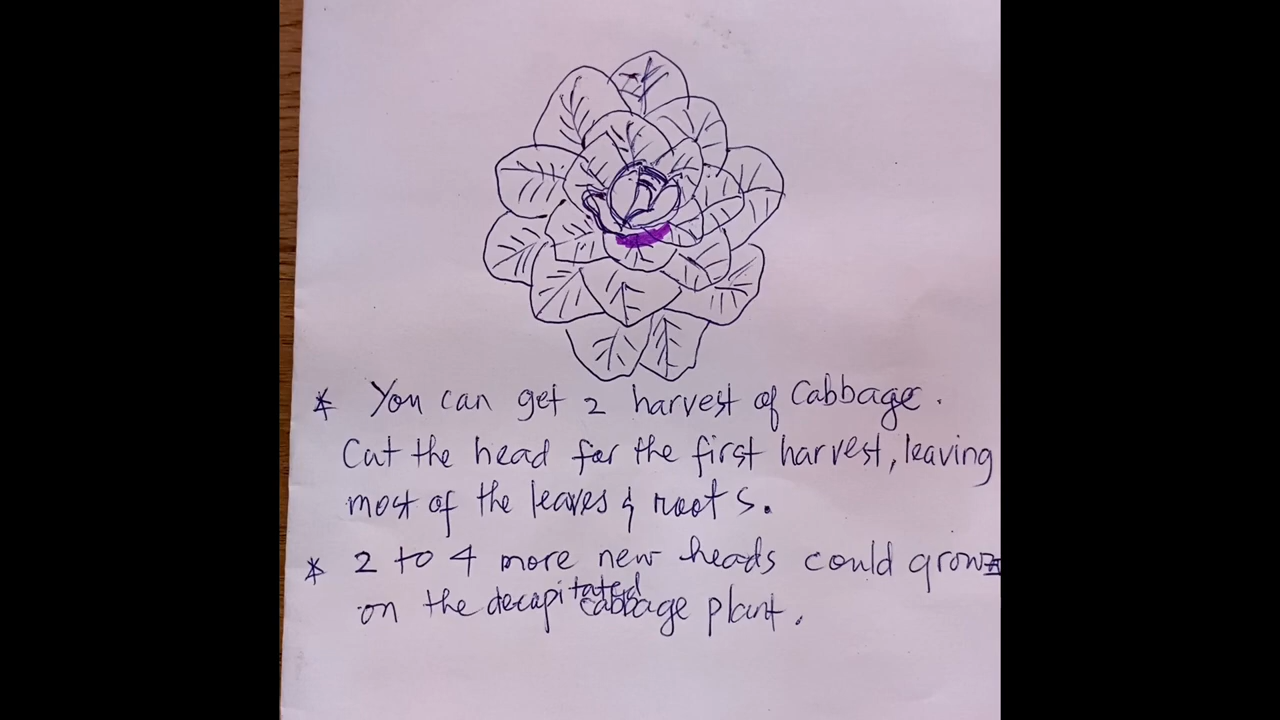 * You can get 2 harvest of Cabbage.
Cut the head for the first harvest, leaving
most of the leaves & roots.
* 2 to 4 more new heads could grow
on the decapitated cabbage plant.